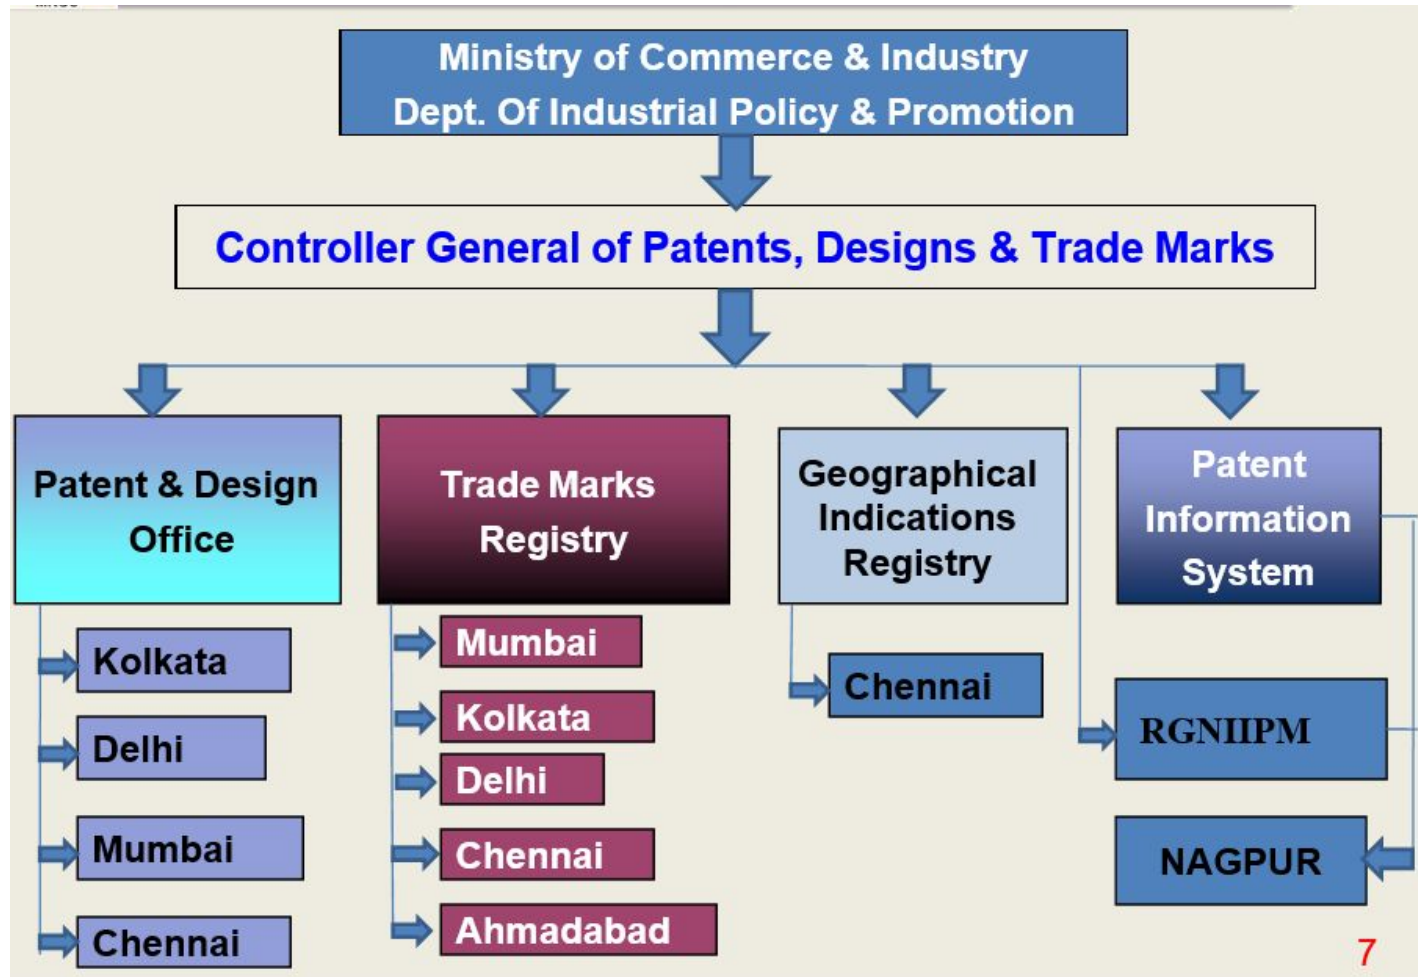 Ministry of Commerce & Industry
Dept. Of Industrial Policy & Promotion
Controller General of Patents, Designs & Trade Marks
Patent & Design
Office
Kolkata
Delhi
Mumbai
Chennai
Trade Marks
Registry
Mumbai
Kolkata
Delhi
Chennai
Ahmadabad
Geographical
Indications
Registry
Chennai
Patent
Information
System
RGNIIPM
NAGPUR
7